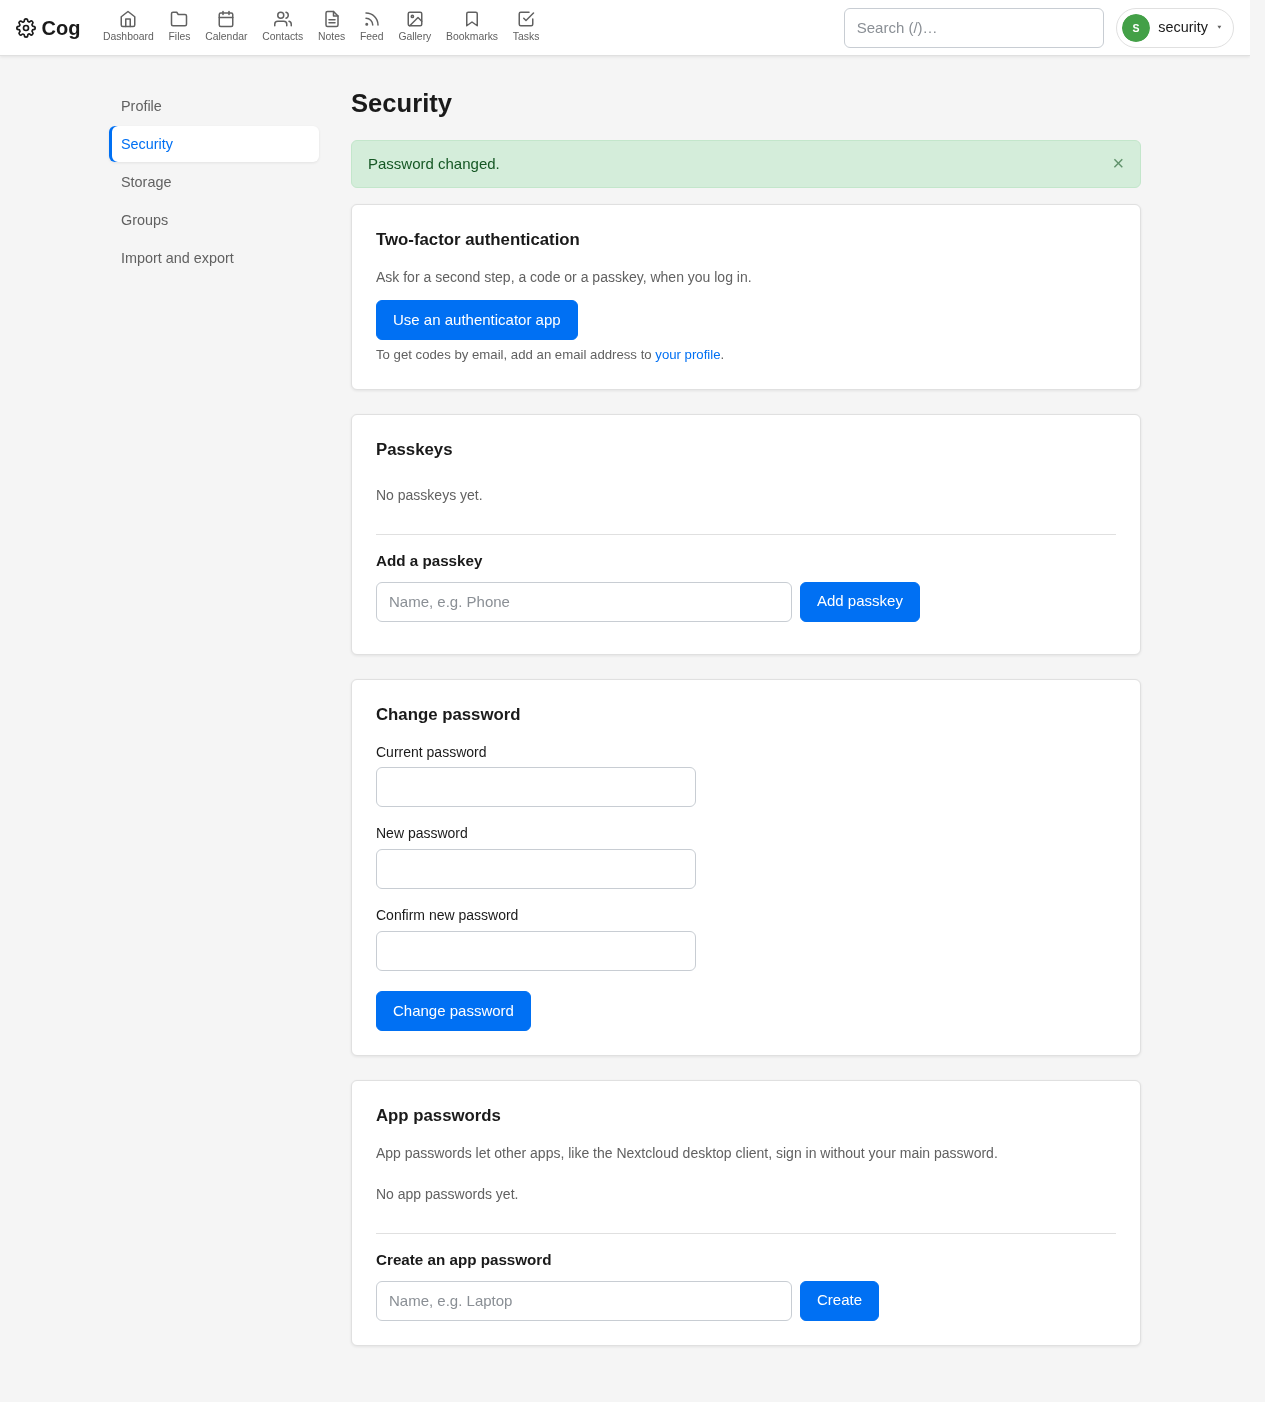 Cog
Dashboard
Files
Calendar
Contacts
Notes
Feed
Gallery
Bookmarks
Tasks
Search (/)…
S
security
Profile
Security
Storage
Groups
Import and export
Security
Password changed.
Two-factor authentication
Ask for a second step, a code or a passkey, when you log in.
Use an authenticator app
To get codes by email, add an email address to your profile.
Passkeys
No passkeys yet.
Add a passkey
Name, e.g. Phone
Add passkey
Change password
Current password
New password
Confirm new password
Change password
App passwords
App passwords let other apps, like the Nextcloud desktop client, sign in without your main password.
No app passwords yet.
Create an app password
Name, e.g. Laptop
Create